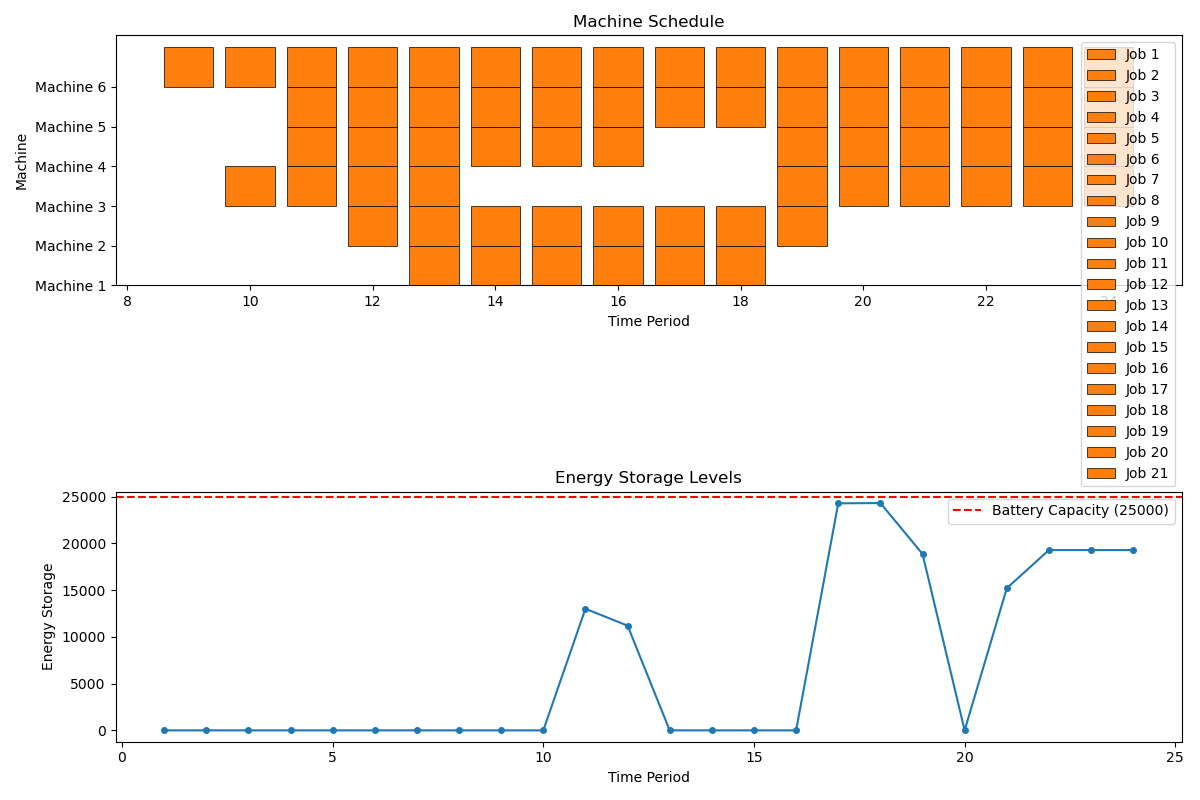 Machine Schedule
Machine
Machine 6
Machine 5
Machine 4
Machine 3
Machine 2
Machine 1
8 10 12 14 16 18 20 22 24
Time Period
Job 1
Job 2
Job 3
Job 4
Job 5
Job 6
Job 7
Job 8
Job 9
Job 10
Job 11
Job 12
Job 13
Job 14
Job 15
Job 16
Job 17
Job 18
Job 19
Job 20
Job 21
Energy Storage Levels
Energy Storage
25000
20000
15000
10000
5000
0
Battery Capacity (25000)
0 5 10 15 20 25
Time Period